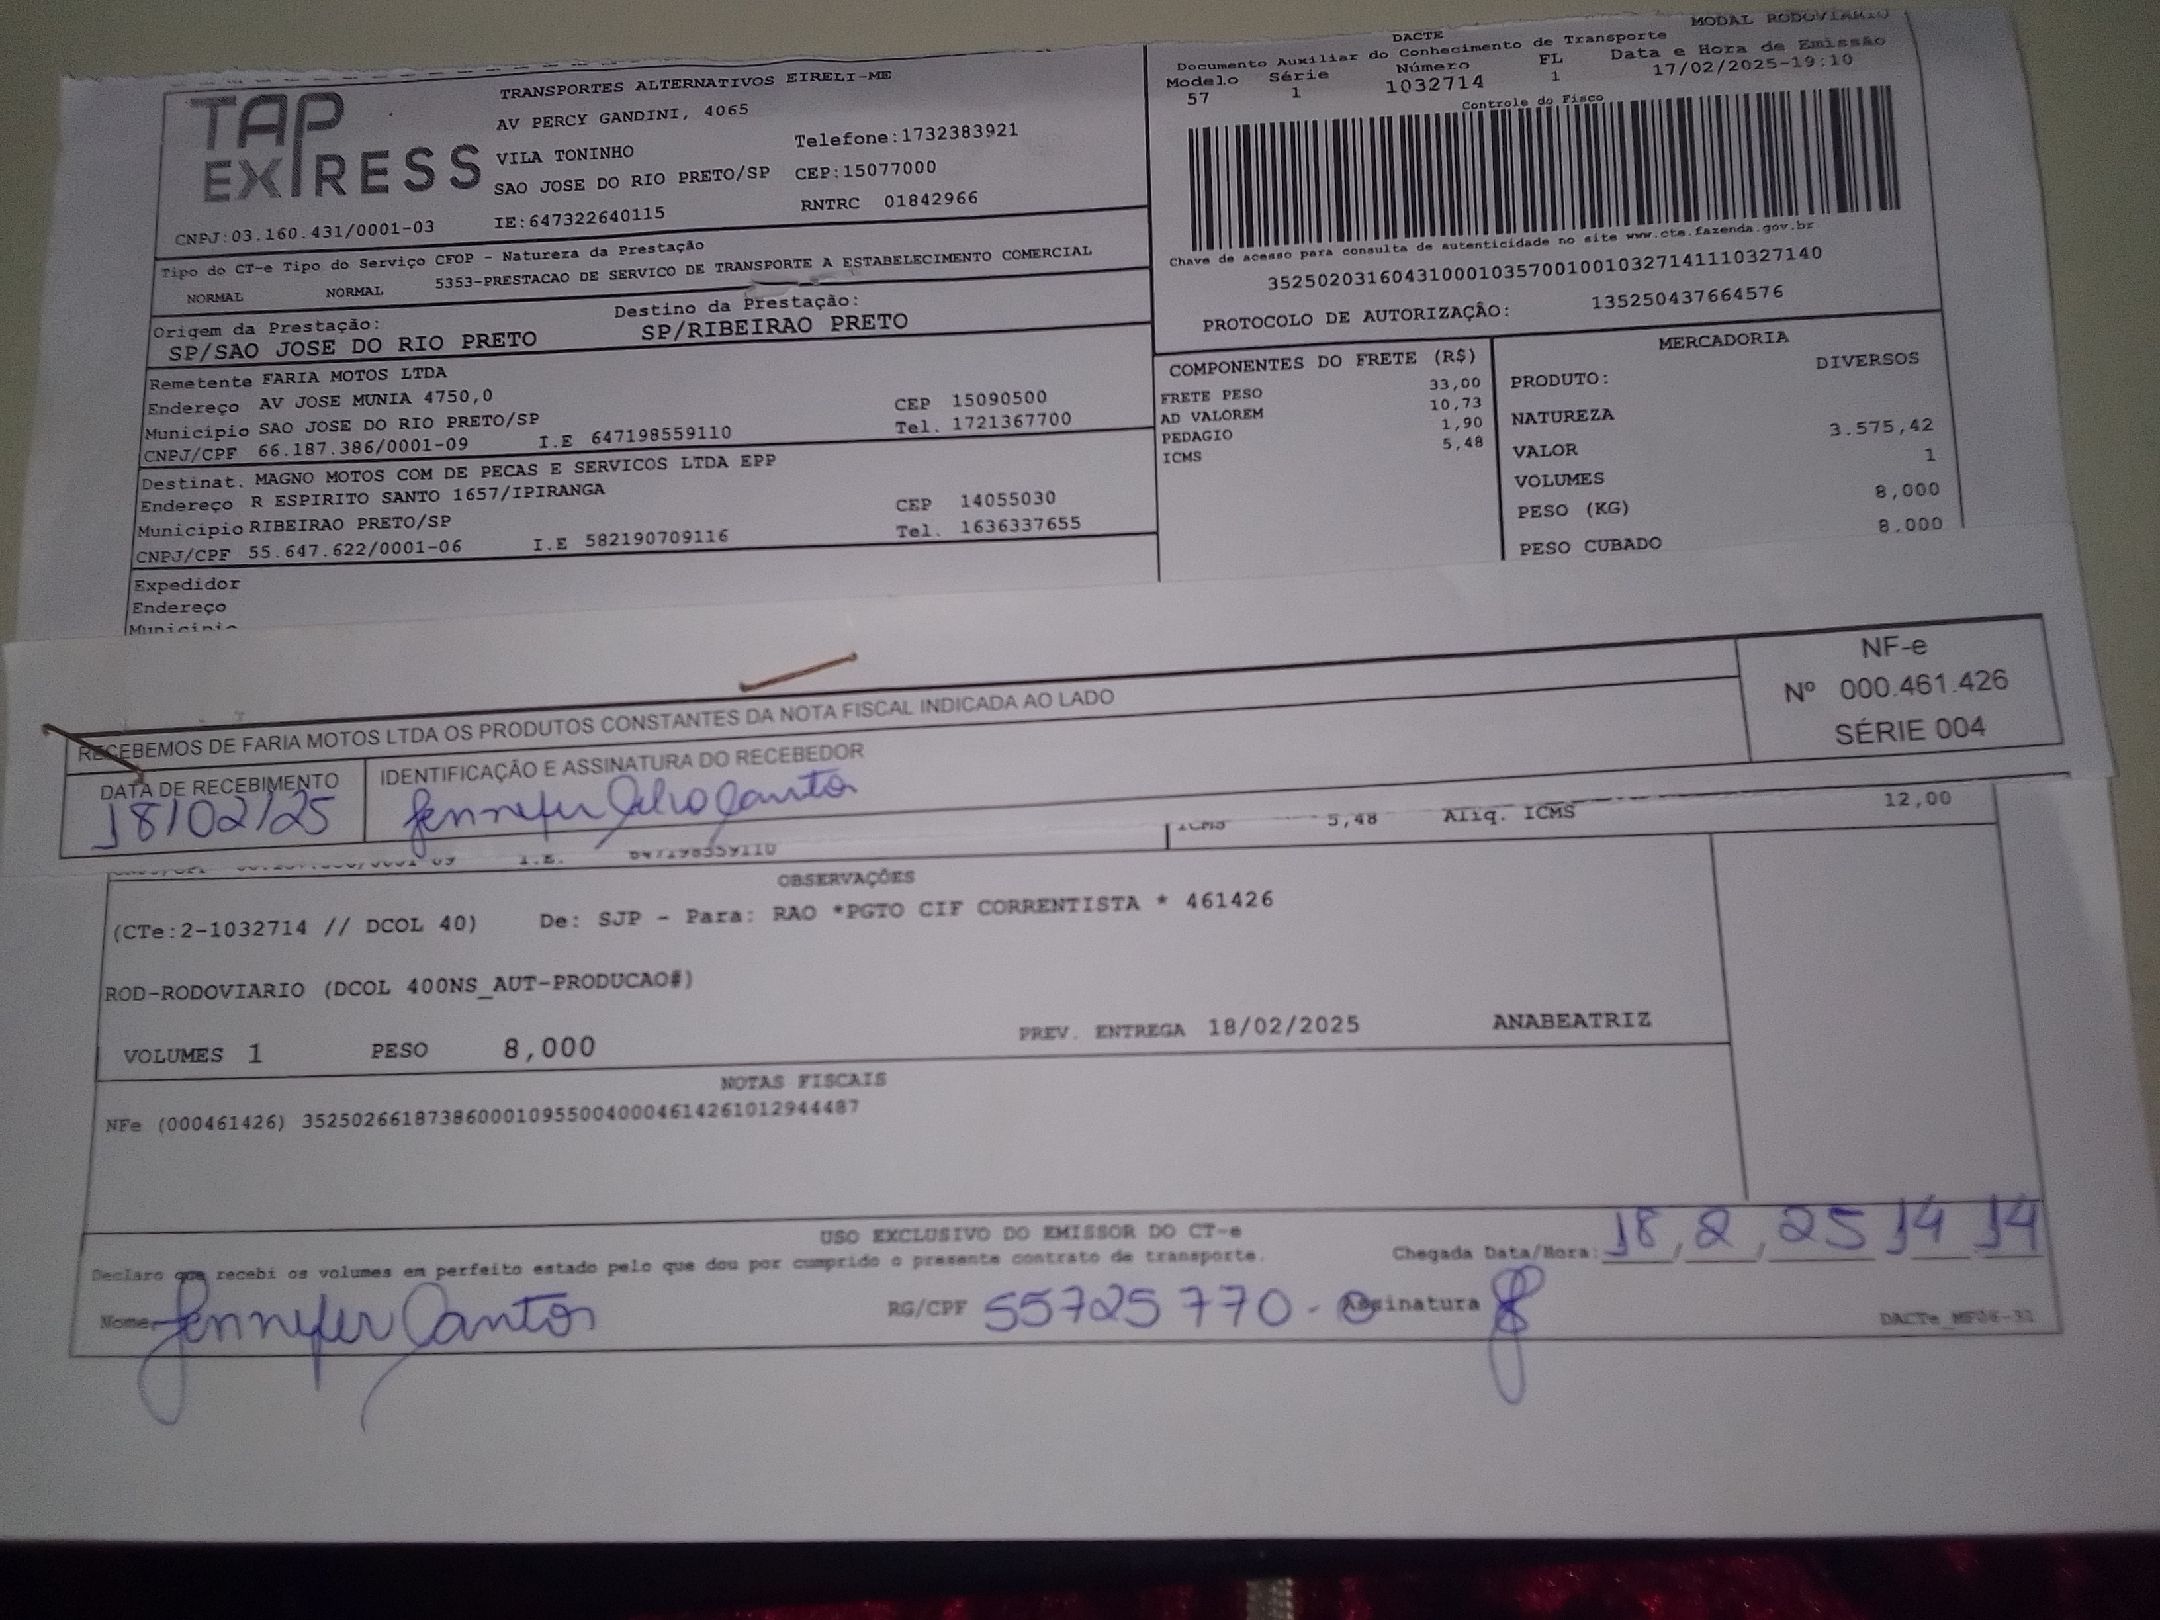 TAP EXPRESS
TRANSPORTES ALTERNATIVOS EIRELI-ME
AV PERCY GANDINI, 4065
VILA TONINHO Telefone:1732383921
SAO JOSE DO RIO PRETO/SP CEP:15077000
CNPJ:03.160.431/0001-03 IE:647322640115 RNTRC 01842966
DACTE MODAL RODOVIARIO
Documento Auxiliar do Conhecimento de Transporte
Modelo Série Número FL Data e Hora de Emissão
57 1 1032714 1 17/02/2025-19:10
Controle do Fisco
Chave de acesso para consulta de autenticidade no site www.cte.fazenda.gov.br
35250203160431000103570010010327141110327140
PROTOCOLO DE AUTORIZAÇÃO: 135250437664576
Tipo do CT-e Tipo do Serviço CFOP - Natureza da Prestação
NORMAL NORMAL 5353-PRESTACAO DE SERVICO DE TRANSPORTE A ESTABELECIMENTO COMERCIAL
Origem da Prestação: Destino da Prestação:
SP/SAO JOSE DO RIO PRETO SP/RIBEIRAO PRETO
Remetente FARIA MOTOS LTDA
Endereço AV JOSE MUNIA 4750,0 CEP 15090500
Municipio SAO JOSE DO RIO PRETO/SP Tel. 1721367700
CNPJ/CPF 66.187.386/0001-09 I.E 647198559110
Destinat. MAGNO MOTOS COM DE PECAS E SERVICOS LTDA EPP
Endereço R ESPIRITO SANTO 1657/IPIRANGA CEP 14055030
Municipio RIBEIRAO PRETO/SP Tel. 1636337655
CNPJ/CPF 55.647.622/0001-06 I.E 582190709116
Expedidor
Endereço
Municipio
COMPONENTES DO FRETE (R$)
FRETE PESO 33,00
AD VALOREM 10,73
PEDAGIO 1,90
ICMS 5,48
MERCADORIA
PRODUTO: DIVERSOS
NATUREZA
VALOR 3.575,42
VOLUMES 1
PESO (KG) 8,000
PESO CUBADO 8,000
RECEBEMOS DE FARIA MOTOS LTDA OS PRODUTOS CONSTANTES DA NOTA FISCAL INDICADA AO LADO
NF-e
Nº 000.461.426
SÉRIE 004
DATA DE RECEBIMENTO IDENTIFICAÇÃO E ASSINATURA DO RECEBEDOR
18/02/25 Jennefer Santos
I.E. 647198559110 ICMS 5,48 Aliq. ICMS 12,00
OBSERVAÇÕES
(CTe:2-1032714 // DCOL 40) De: SJP - Para: RAO *PGTO CIF CORRENTISTA * 461426
ROD-RODOVIARIO (DCOL 400NS_AUT-PRODUCAO#)
VOLUMES 1 PESO 8,000 PREV. ENTREGA 18/02/2025 ANABEATRIZ
NOTAS FISCAIS
NFe (000461426) 35250266187386000109550040004614261012944487
USO EXCLUSIVO DO EMISSOR DO CT-e
Declaro que recebi os volumes em perfeito estado pelo que dou por cumprido o presente contrato de transporte. Chegada Data/Hora: 18, 2, 25 14 14
Nome Jennefer Santos RG/CPF 55725770-0 Assinatura